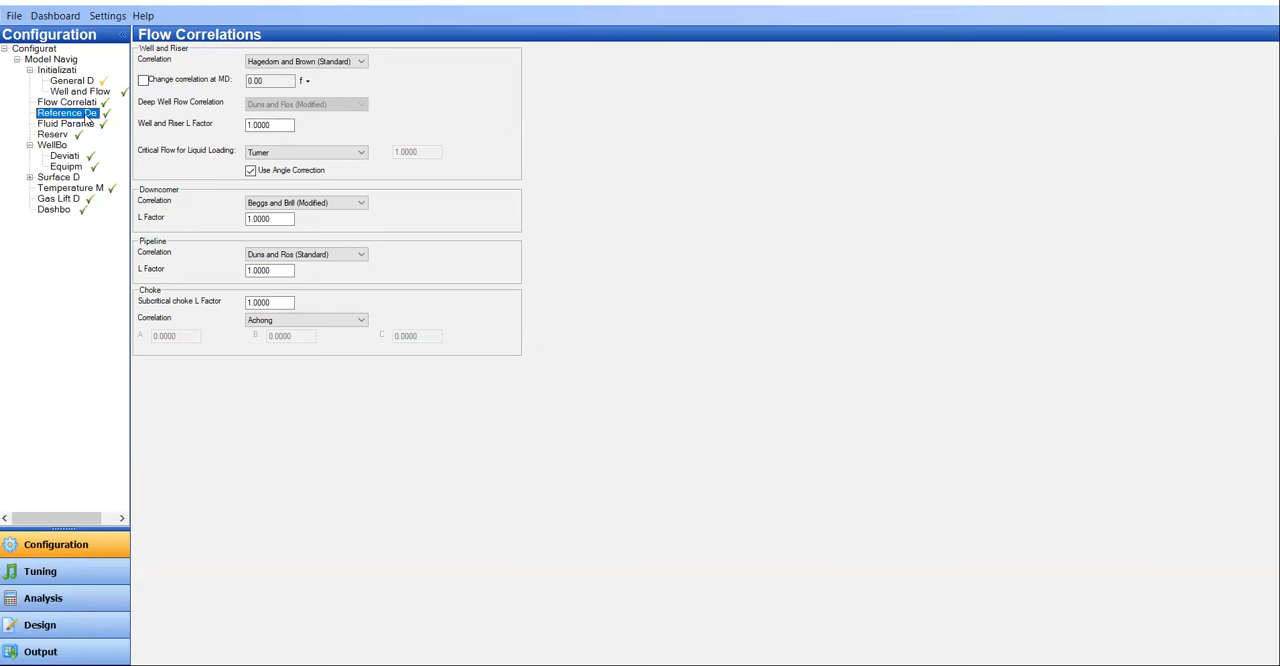 File Dashboard Settings Help
Configuration
Flow Correlations
Configurat
Model Navig
Initializati
General D
Well and Flow
Flow Correlati
Reference De
Fluid Parame
Reserv
WellBo
Deviati
Equipm
Surface D
Temperature M
Gas Lift D
Dashbo
Well and Riser
Correlation Hagedorn and Brown (Standard)
Change correlation at MD: 0.00 f
Deep Well Flow Correlation Duns and Ros (Modified)
Well and Riser L Factor 1.0000
Critical Flow for Liquid Loading: Turner 1.0000
Use Angle Correction
Downcomer
Correlation Beggs and Brill (Modified)
L Factor 1.0000
Pipeline
Correlation Duns and Ros (Standard)
L Factor 1.0000
Choke
Subcritical choke L Factor 1.0000
Correlation Achong
A 0.0000 B 0.0000 C 0.0000
Configuration
Tuning
Analysis
Design
Output